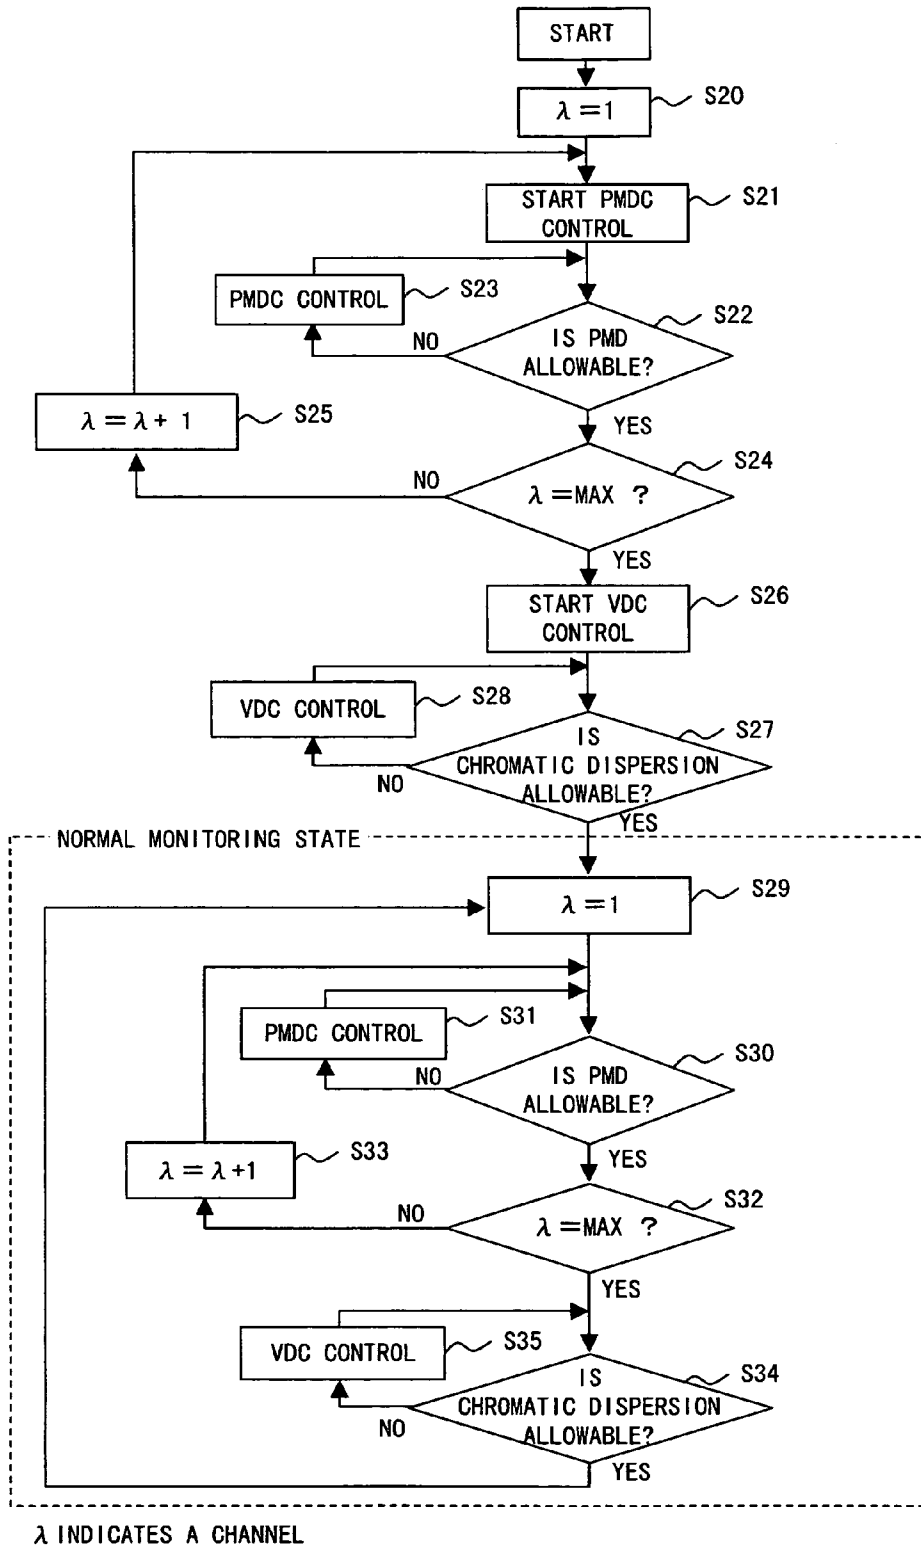 START
λ=1
S20
START PMDC
CONTROL
S21
PMDC CONTROL
S23
IS PMD
ALLOWABLE?
S22
NO
YES
λ=λ+ 1
S25
λ=MAX ?
S24
NO
YES
START VDC
CONTROL
S26
VDC CONTROL
S28
IS
CHROMATIC DISPERSION
ALLOWABLE?
S27
NO
YES
NORMAL MONITORING STATE
λ=1
S29
PMDC CONTROL
S31
IS PMD
ALLOWABLE?
S30
NO
YES
λ=λ+1
S33
λ=MAX ?
S32
NO
YES
VDC CONTROL
S35
IS
CHROMATIC DISPERSION
ALLOWABLE?
S34
NO
YES
λ INDICATES A CHANNEL